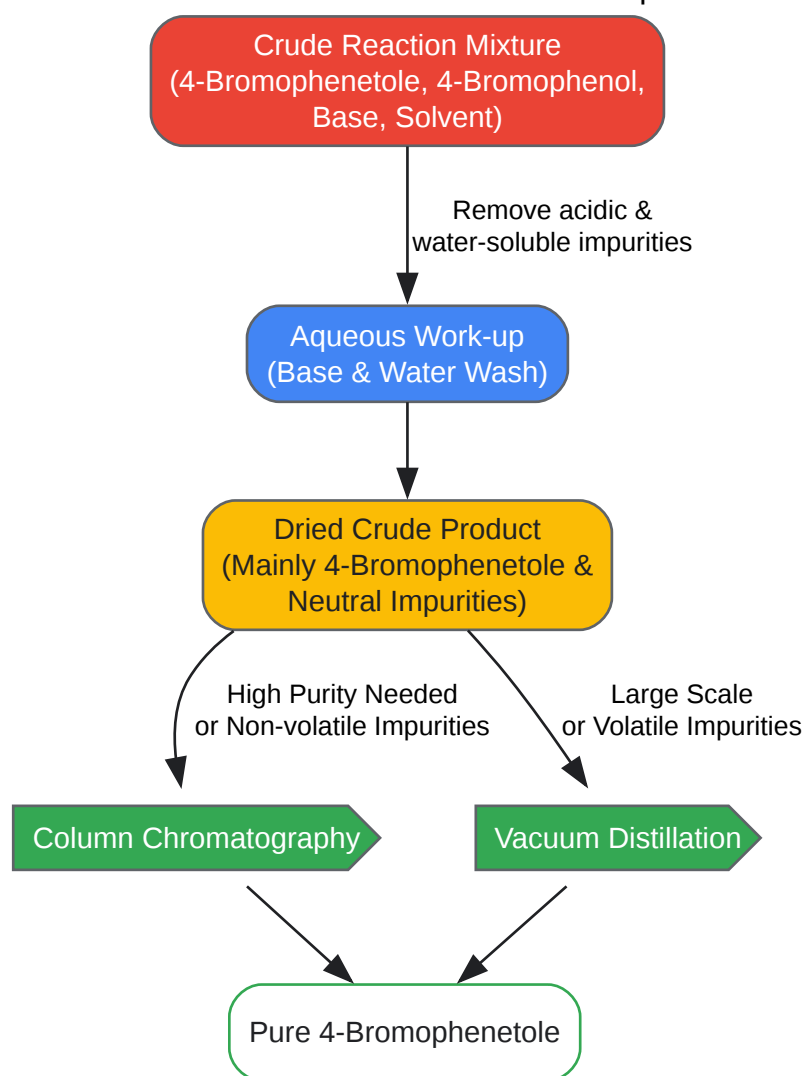 Crude Reaction Mixture
(4-Bromophenetole, 4-Bromophenol,
Base, Solvent)
Remove acidic &
water-soluble impurities
Aqueous Work-up
(Base & Water Wash)
Dried Crude Product
(Mainly 4-Bromophenetole &
Neutral Impurities)
High Purity Needed
or Non-volatile Impurities
Large Scale
or Volatile Impurities
Column Chromatography
Vacuum Distillation
Pure 4-Bromophenetole